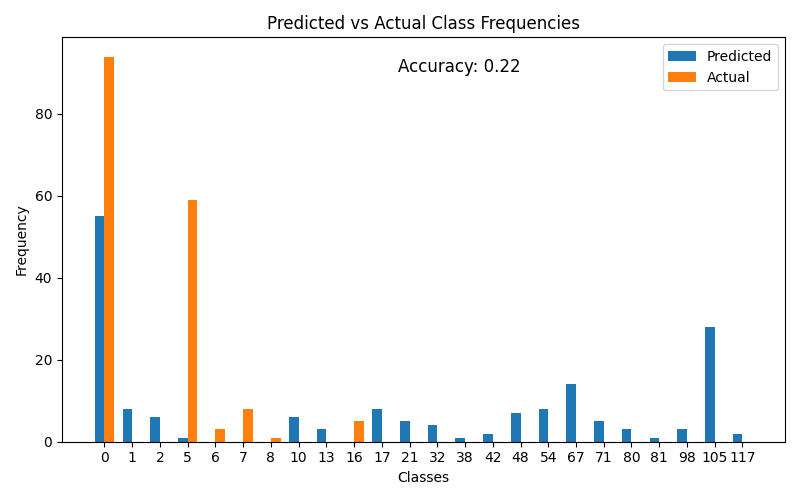 Predicted vs Actual Class Frequencies
Accuracy: 0.22
Predicted
Actual
Frequency
80
60
40
20
0
0 1 2 5 6 7 8 10 13 16 17 21 32 38 42 48 54 67 71 80 81 98 105 117
Classes